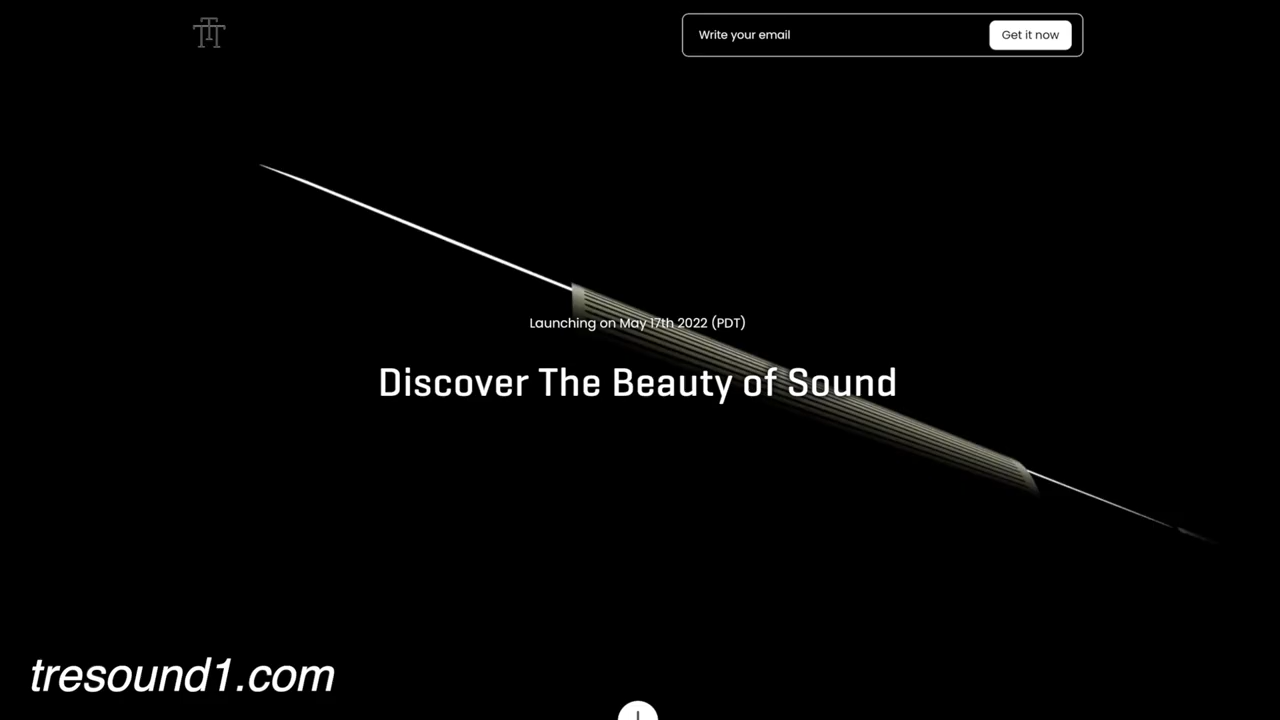 Write your email
Get it now
Launching on May 17th 2022 (PDT)
Discover The Beauty of Sound
tresound1.com